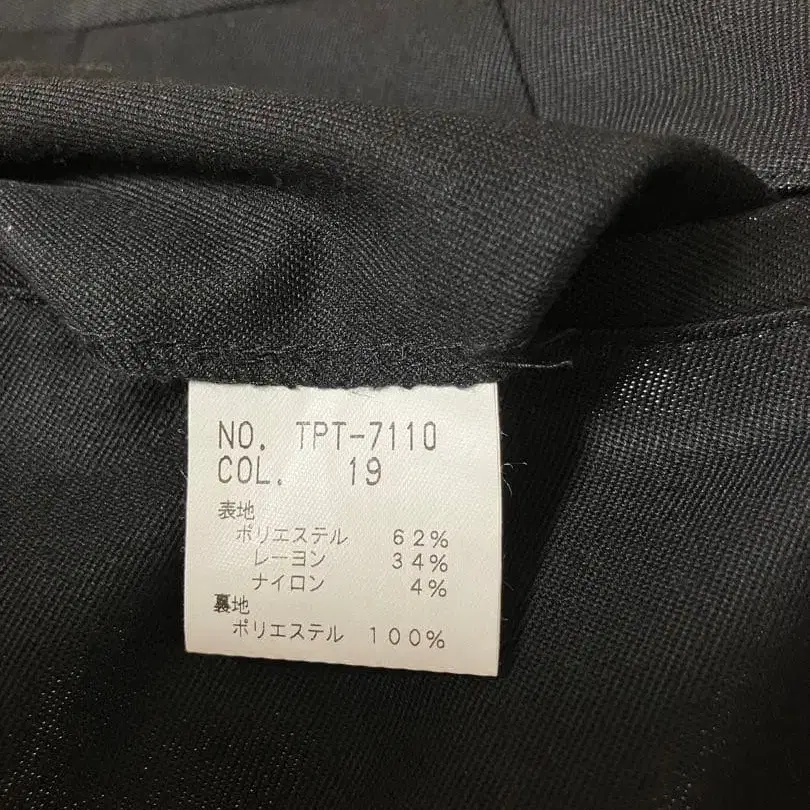 NO. TPT-7110
COL. 19
表地
ポリエステル 62%
レーヨン 34%
ナイロン 4%
裏地
ポリエステル 100%